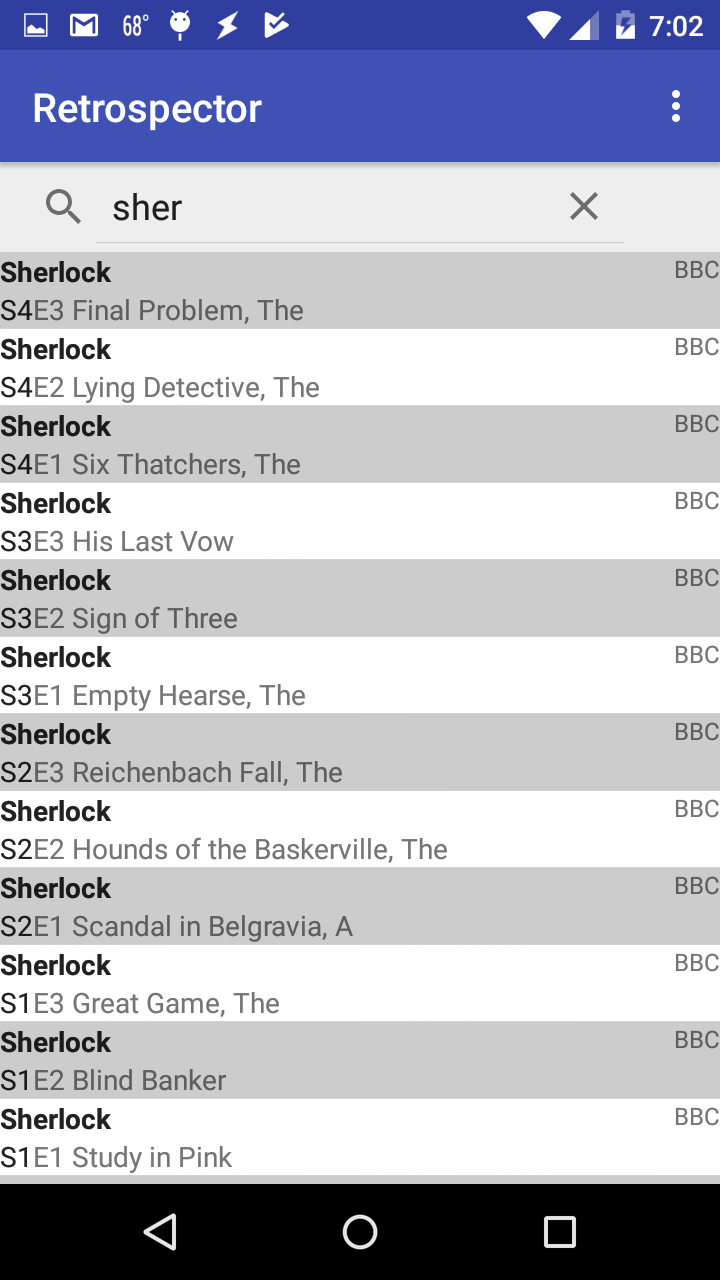 68° 7:02
Retrospector
sher
Sherlock BBC
S4E3 Final Problem, The
Sherlock BBC
S4E2 Lying Detective, The
Sherlock BBC
S4E1 Six Thatchers, The
Sherlock BBC
S3E3 His Last Vow
Sherlock BBC
S3E2 Sign of Three
Sherlock BBC
S3E1 Empty Hearse, The
Sherlock BBC
S2E3 Reichenbach Fall, The
Sherlock BBC
S2E2 Hounds of the Baskerville, The
Sherlock BBC
S2E1 Scandal in Belgravia, A
Sherlock BBC
S1E3 Great Game, The
Sherlock BBC
S1E2 Blind Banker
Sherlock BBC
S1E1 Study in Pink